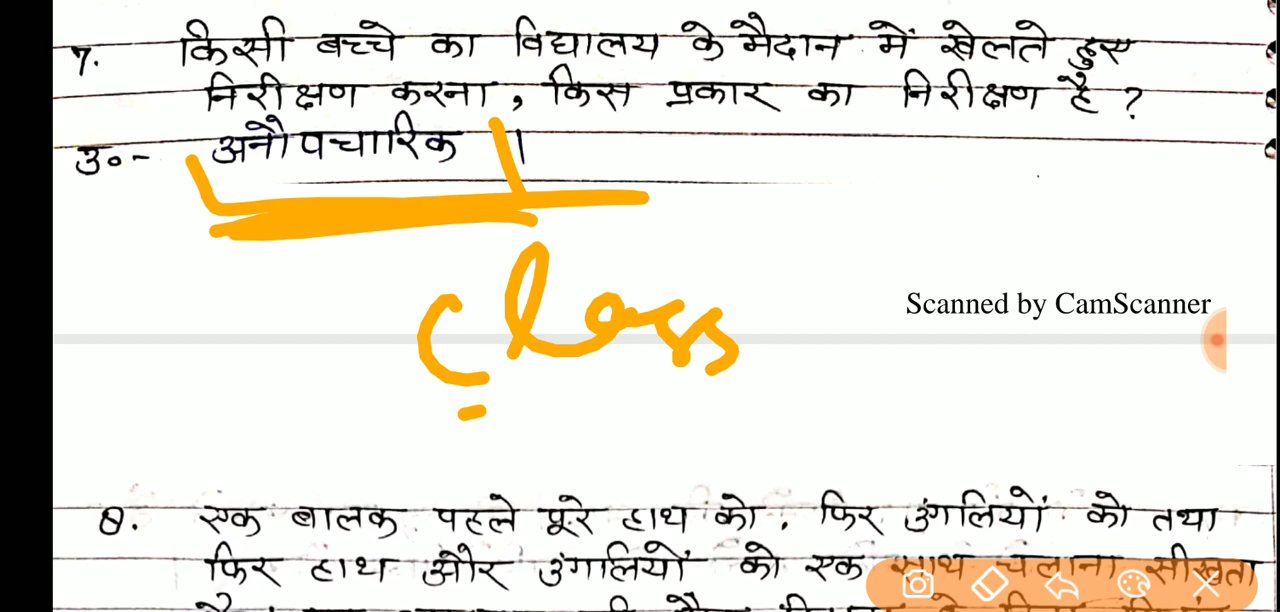 7. किसी बच्चे का विद्यालय के मैदान में खेलते हुए
निरीक्षण करना, किस प्रकार का निरीक्षण है ?
उ०- अनौपचारिक ।
class
Scanned by CamScanner
8. एक बालक पहले पूरे हाथ को, फिर उंगलियों को तथा
फिर हाथ और उंगलियों को एक साथ चलाना सीखता